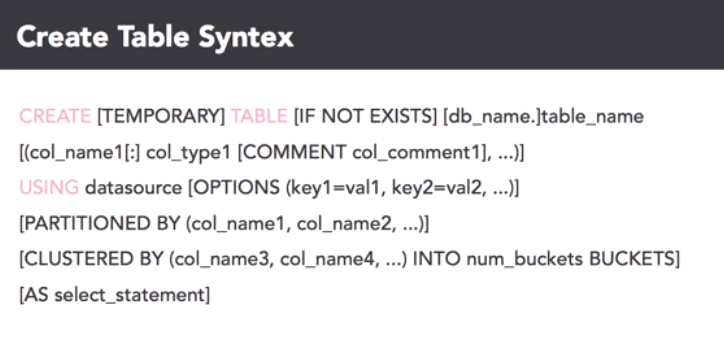 Create Table Syntex
CREATE [TEMPORARY] TABLE [IF NOT EXISTS] [db_name.]table_name
[(col_name1[:] col_type1 [COMMENT col_comment1], ...)]
USING datasource [OPTIONS (key1=val1, key2=val2, ...)]
[PARTITIONED BY (col_name1, col_name2, ...)]
[CLUSTERED BY (col_name3, col_name4, ...) INTO num_buckets BUCKETS]
[AS select_statement]